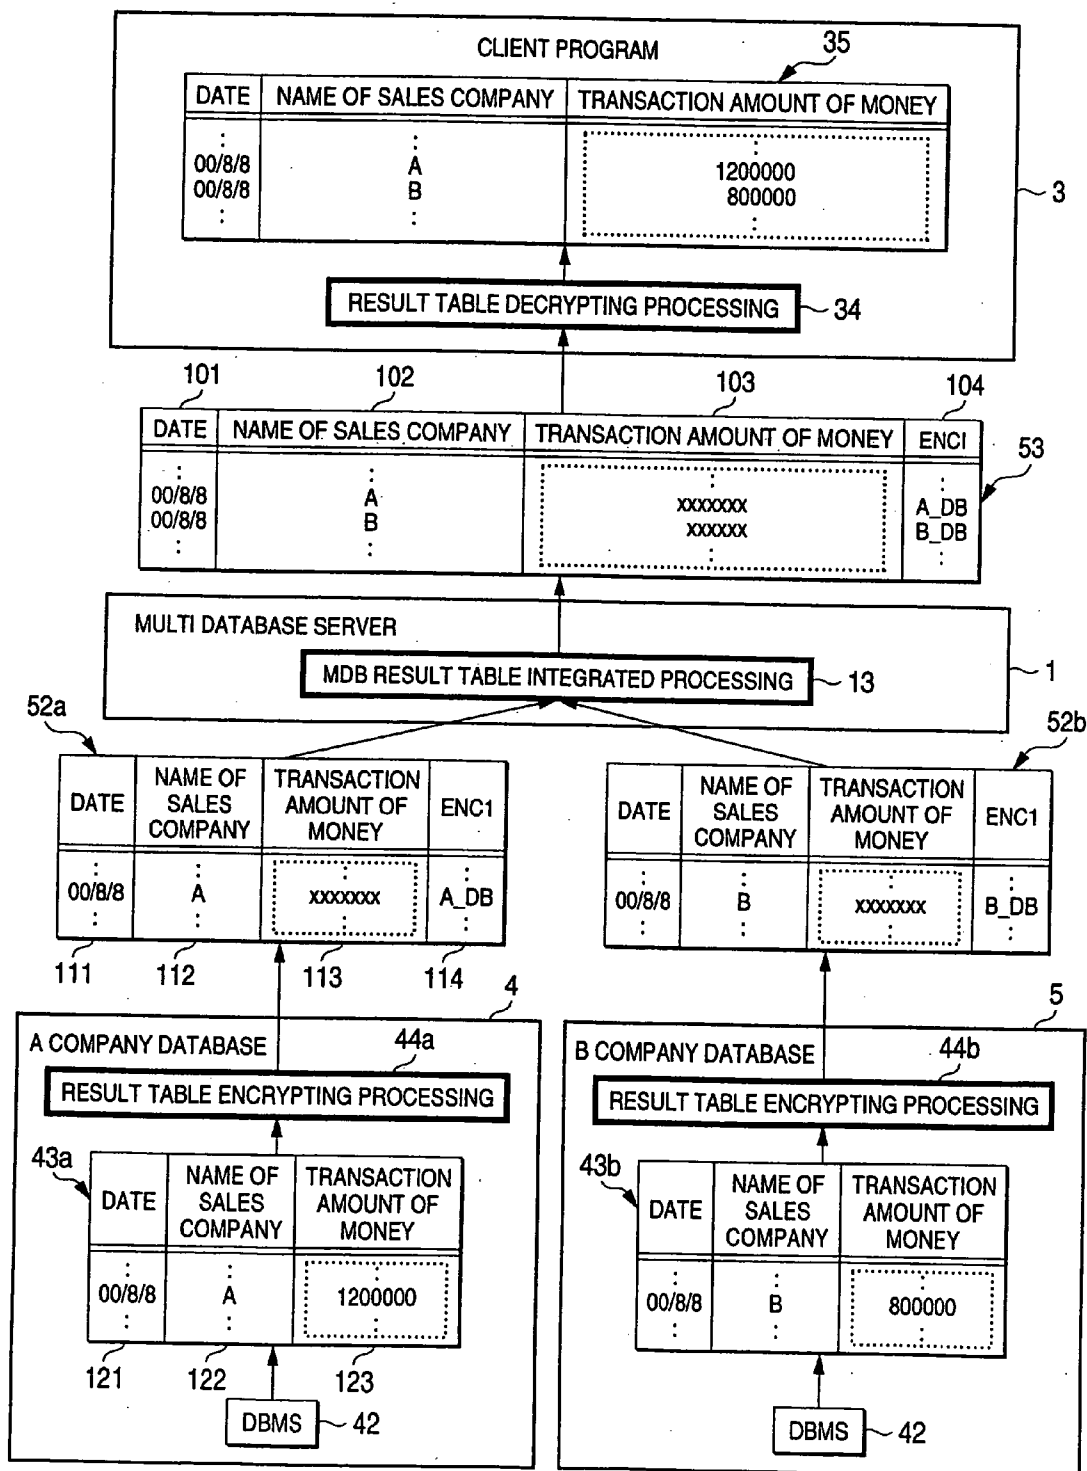 CLIENT PROGRAM
35
DATE NAME OF SALES COMPANY TRANSACTION AMOUNT OF MONEY
00/8/8 A 1200000
00/8/8 B 800000
3
RESULT TABLE DECRYPTING PROCESSING
34
101 102 103 104
DATE NAME OF SALES COMPANY TRANSACTION AMOUNT OF MONEY ENCI
53
00/8/8 A XXXXXXX A_DB
00/8/8 B XXXXXX B_DB
MULTI DATABASE SERVER
MDB RESULT TABLE INTEGRATED PROCESSING
13
1
52a
DATE
NAME OF
SALES
COMPANY
TRANSACTION
AMOUNT OF
MONEY
ENC1
00/8/8 A XXXXXXX A_DB
111 112 113 114
52b
DATE
NAME OF
SALES
COMPANY
TRANSACTION
AMOUNT OF
MONEY
ENC1
00/8/8 B XXXXXXX B_DB
4
A COMPANY DATABASE
44a
RESULT TABLE ENCRYPTING PROCESSING
43a
DATE
NAME OF
SALES
COMPANY
TRANSACTION
AMOUNT OF
MONEY
00/8/8 A 1200000
121 122 123
DBMS
42
5
B COMPANY DATABASE
44b
RESULT TABLE ENCRYPTING PROCESSING
43b
DATE
NAME OF
SALES
COMPANY
TRANSACTION
AMOUNT OF
MONEY
00/8/8 B 800000
DBMS
42